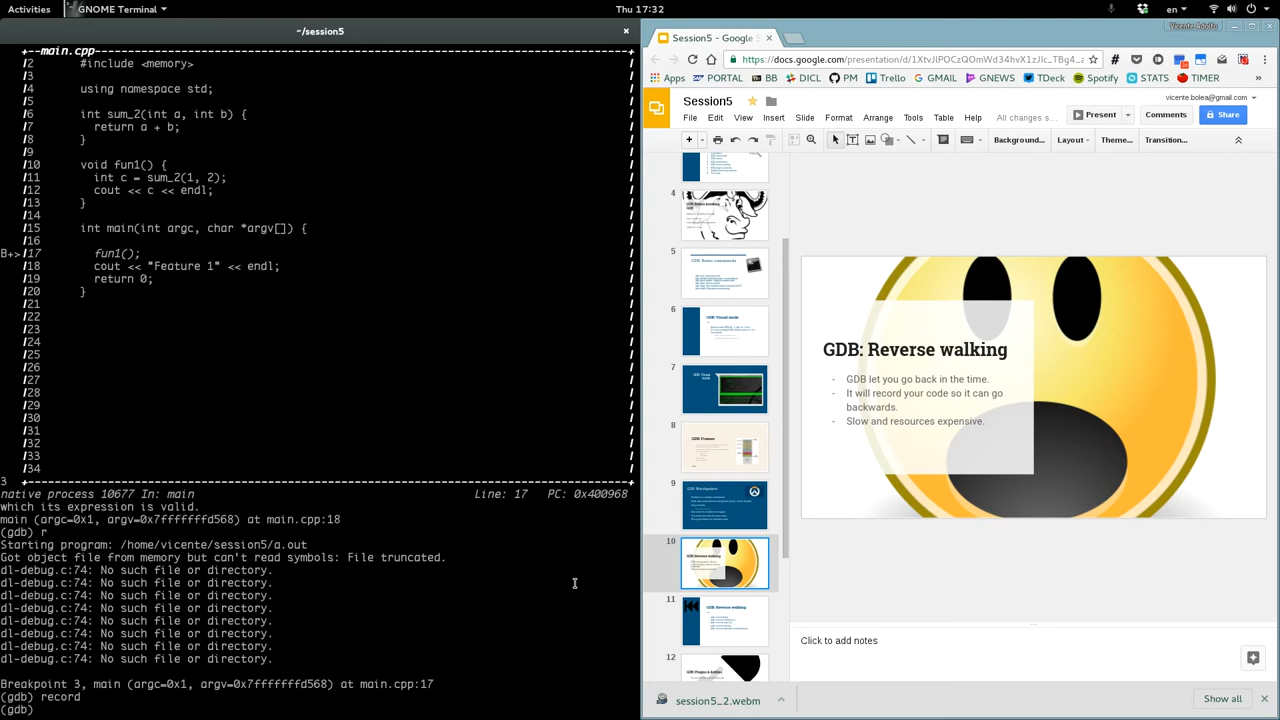 Activities
GNOME Terminal
Thu 17:32
en
~/session5
main.cpp
2 #include <memory>
3
4 using namespace std;
5
6 int sum_2(int a, int b) {
7 return a + b;
8 }
9
10 void fun1() {
11 int c = sum_2(1, 2);
12 cout << c << endl;
13 }
14
15 int main(int argc, char *argv[]) {
16
B+>17 fun1();
18 cout << "Feature 1" << endl;
19 return 0;
20 }
21
22
23
24
25
26
27
28
29
30
31
32
33
34
native process 10677 In: main
Line: 17 PC: 0x400968
main (argc=0x1, argv=0x7fffffffd568) at main.cpp:18
(gdb) r
Starting program: /home/vicente/session5/a.out
Got object file from memory but can't read symbols: File truncated.
dl-debug.c:74: No such file or directory.
dl-debug.c:74: No such file or directory.
dl-debug.c:74: No such file or directory.
dl-debug.c:74: No such file or directory.
dl-debug.c:74: No such file or directory.
dl-debug.c:74: No such file or directory.
dl-debug.c:74: No such file or directory.
dl-debug.c:74: No such file or directory.
Breakpoint 3, main (argc=0x1, argv=0x7fffffffd568) at main.cpp:17
(gdb) record
(gdb)
Vicente Adolfo
Session5 - Google S
https://docs.google.com/presentation/d/1XtvJlPOCzQOmWd34hvX1zJIc_TBg4_z
Apps PORTAL BB DICL PM Trello GMAIL GNEWS TDeck STATS TIMER
Session5
vicente.bolea@gmail.com
File Edit View Insert Slide Format Arrange Tools Table Help All changes s
Present Comments Share
Background... Layout Theme... Transition...
4
5
GDB: Basic commands
6
GDB: Visual mode
7
GDB: Visual mode
8
GDB: Frames
9
10
GDB: Reverse walking
11
GDB: Reverse walking
12
GDB: Reverse walking
- GDB let you go back in the time.
- It will record your code so it can go
backwards.
- Slow and resources expensive.
Click to add notes
session5_2.webm
Show all